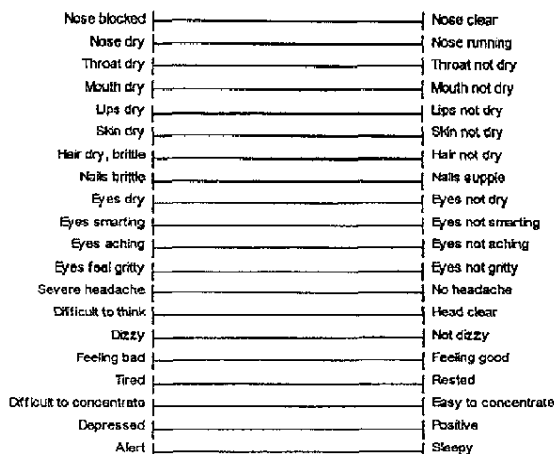 Nose blocked Nose clear
Nose dry Nose running
Throat dry Throat not dry
Mouth dry Mouth not dry
Lips dry Lips not dry
Skin dry Skin not dry
Hair dry, brittle Hair not dry
Nails brittle Nails supple
Eyes dry Eyes not dry
Eyes smarting Eyes not smarting
Eyes aching Eyes not aching
Eyes feel gritty Eyes not gritty
Severe headache No headache
Difficult to think Head clear
Dizzy Not dizzy
Feeling bad Feeling good
Tired Rested
Difficult to concentrate Easy to concentrate
Depressed Positive
Alert Sleepy